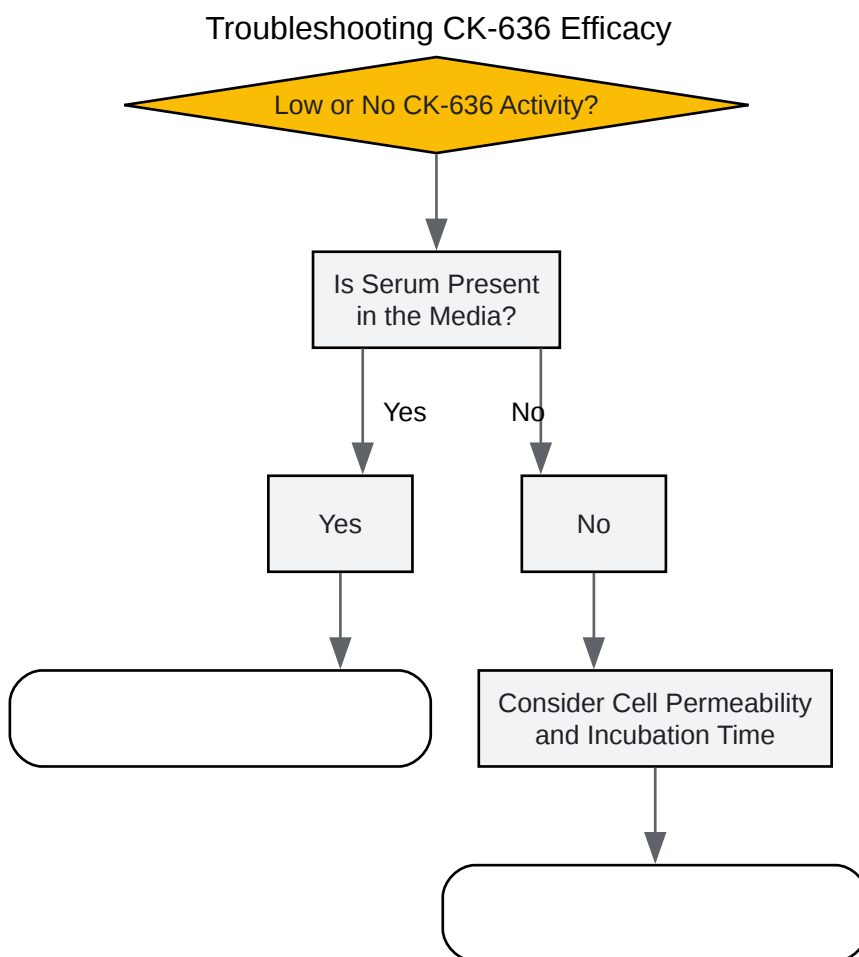 Troubleshooting CK-636 Efficacy
Low or No CK-636 Activity?
Is Serum Present
in the Media?
Yes
No
Yes
No
Consider Cell Permeability
and Incubation Time